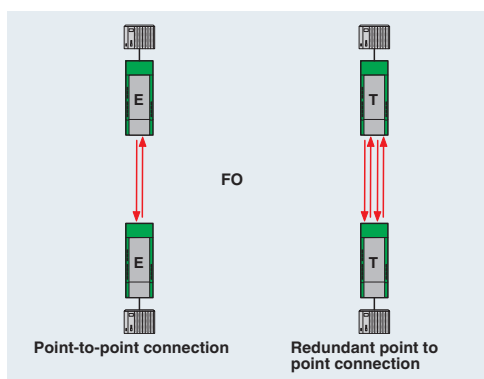 E
T
FO
E
T
Point-to-point connection
Redundant point to
point connection